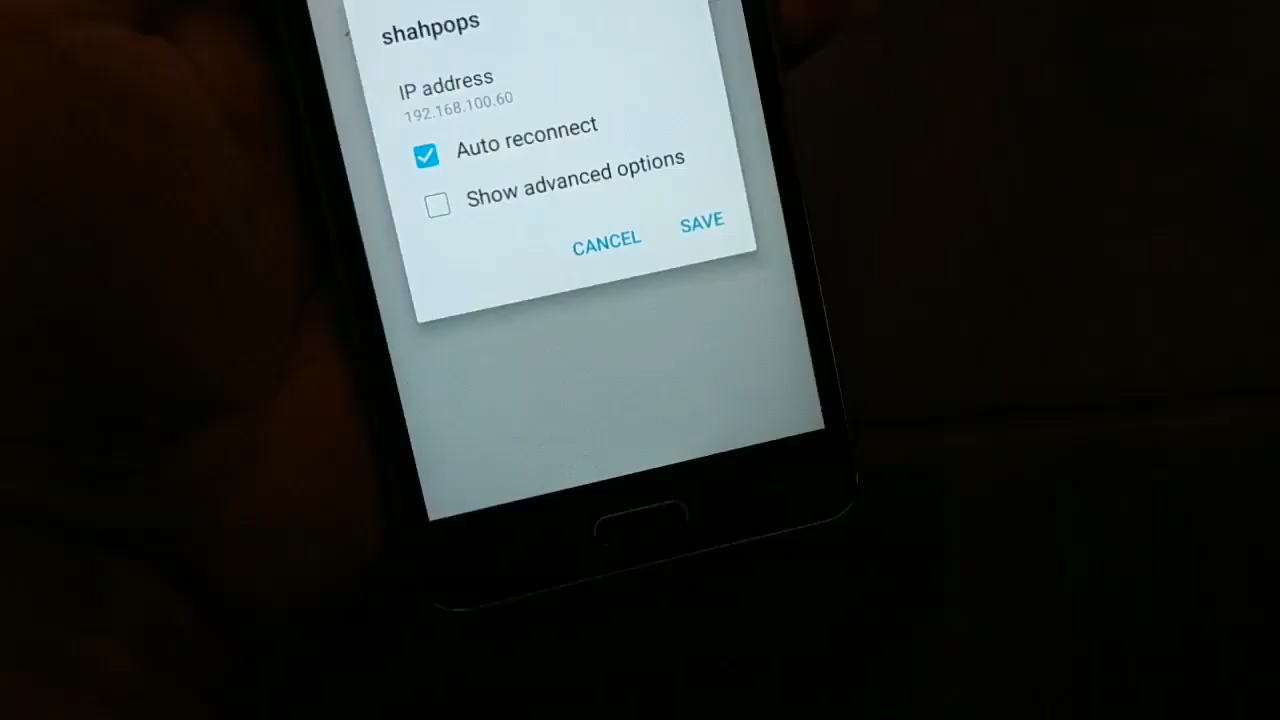 shahpops
IP address
192.168.100.60
Auto reconnect
Show advanced options
CANCEL SAVE